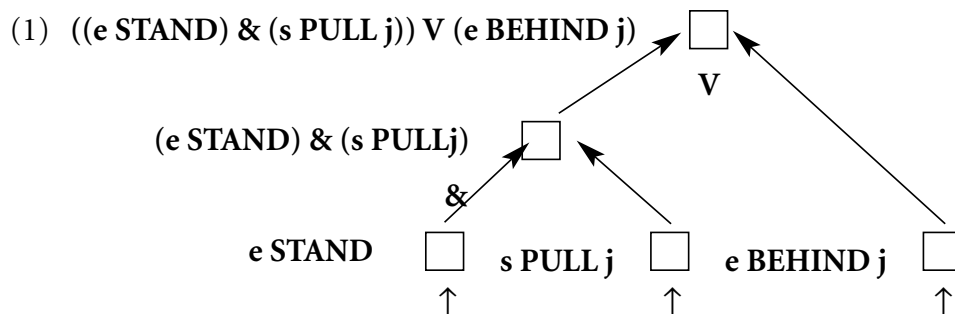 (1) ((e STAND) & (s PULL j)) V (e BEHIND j)
V
(e STAND) & (s PULLj)
&
e STAND s PULL j e BEHIND j